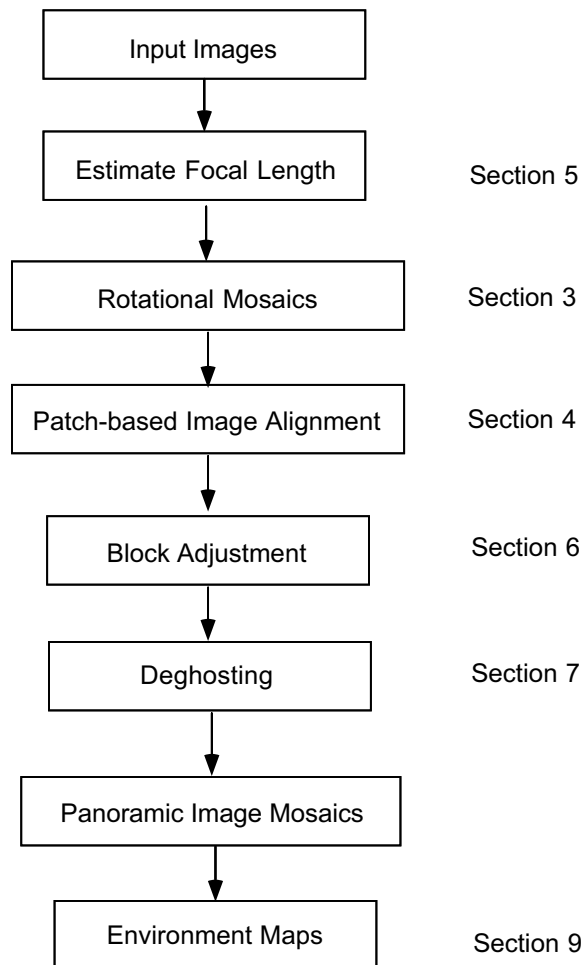 Input Images
Estimate Focal Length
Section 5
Rotational Mosaics
Section 3
Patch-based Image Alignment
Section 4
Block Adjustment
Section 6
Deghosting
Section 7
Panoramic Image Mosaics
Environment Maps
Section 9